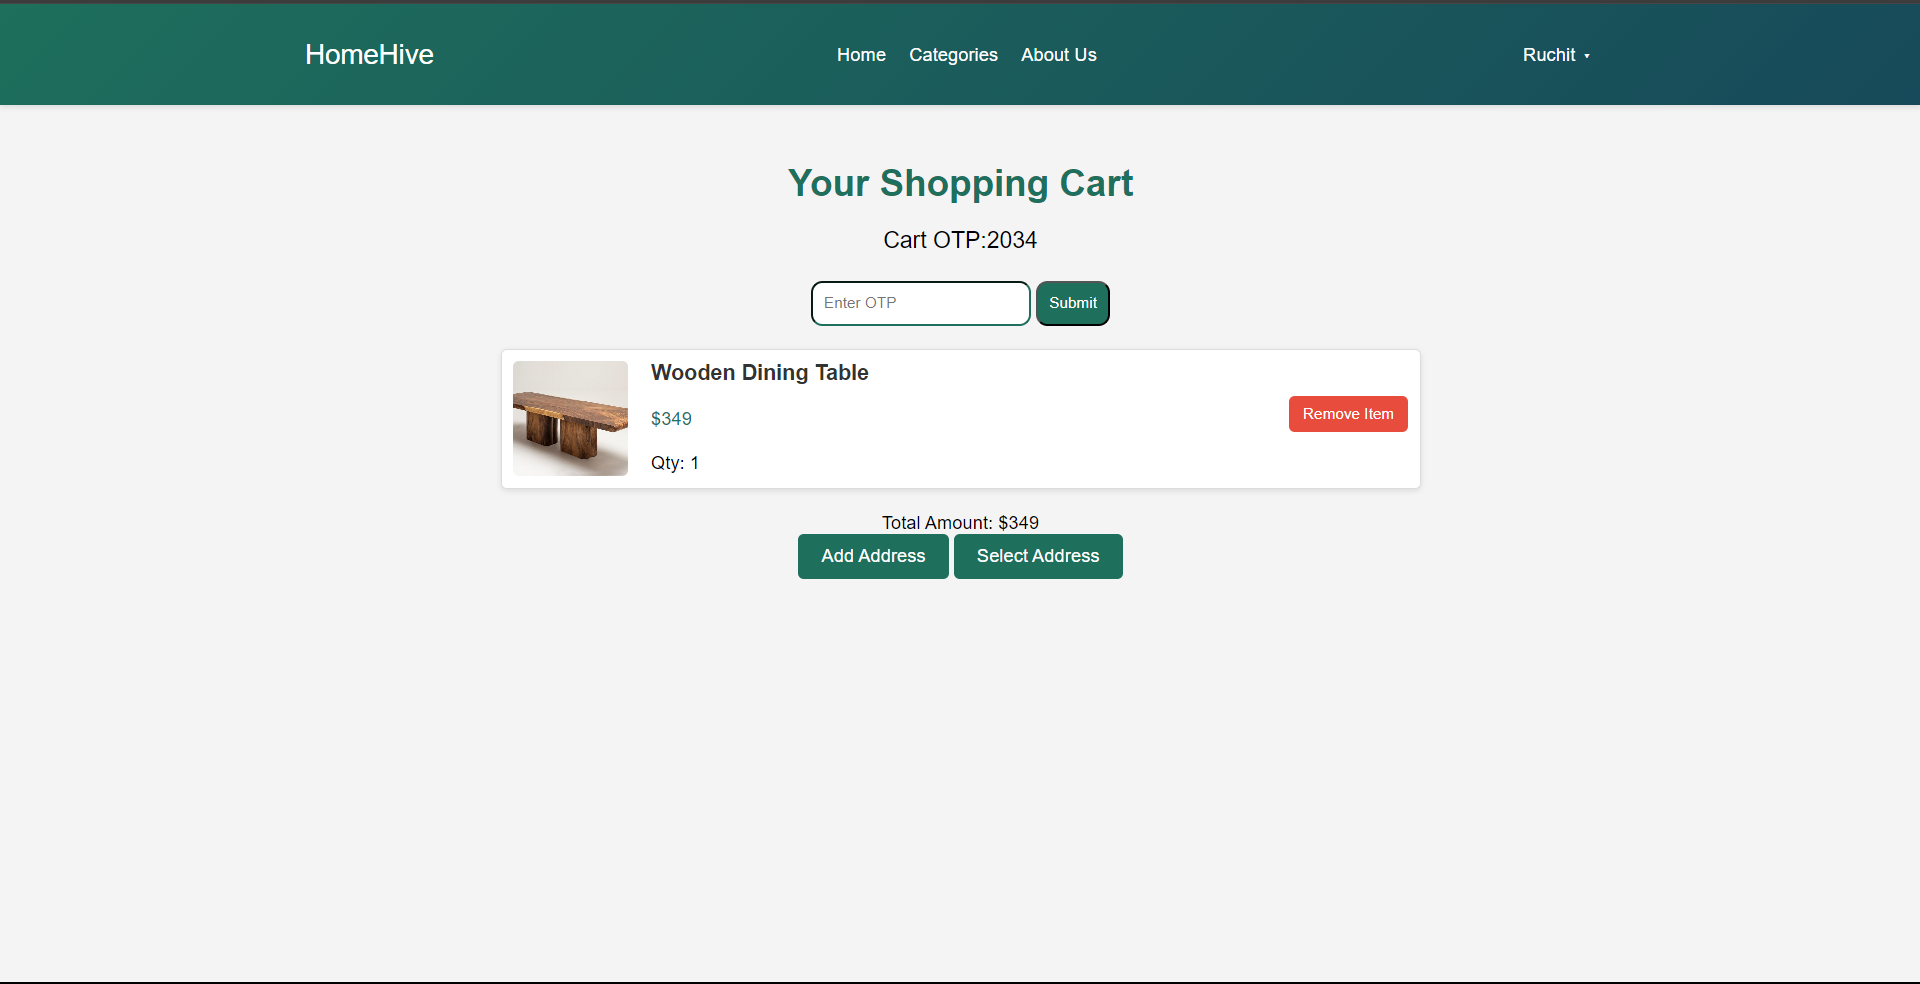 HomeHive
Home Categories About Us
Ruchit
Your Shopping Cart
Cart OTP:2034
Enter OTP
Submit
Wooden Dining Table
$349
Qty: 1
Remove Item
Total Amount: $349
Add Address
Select Address